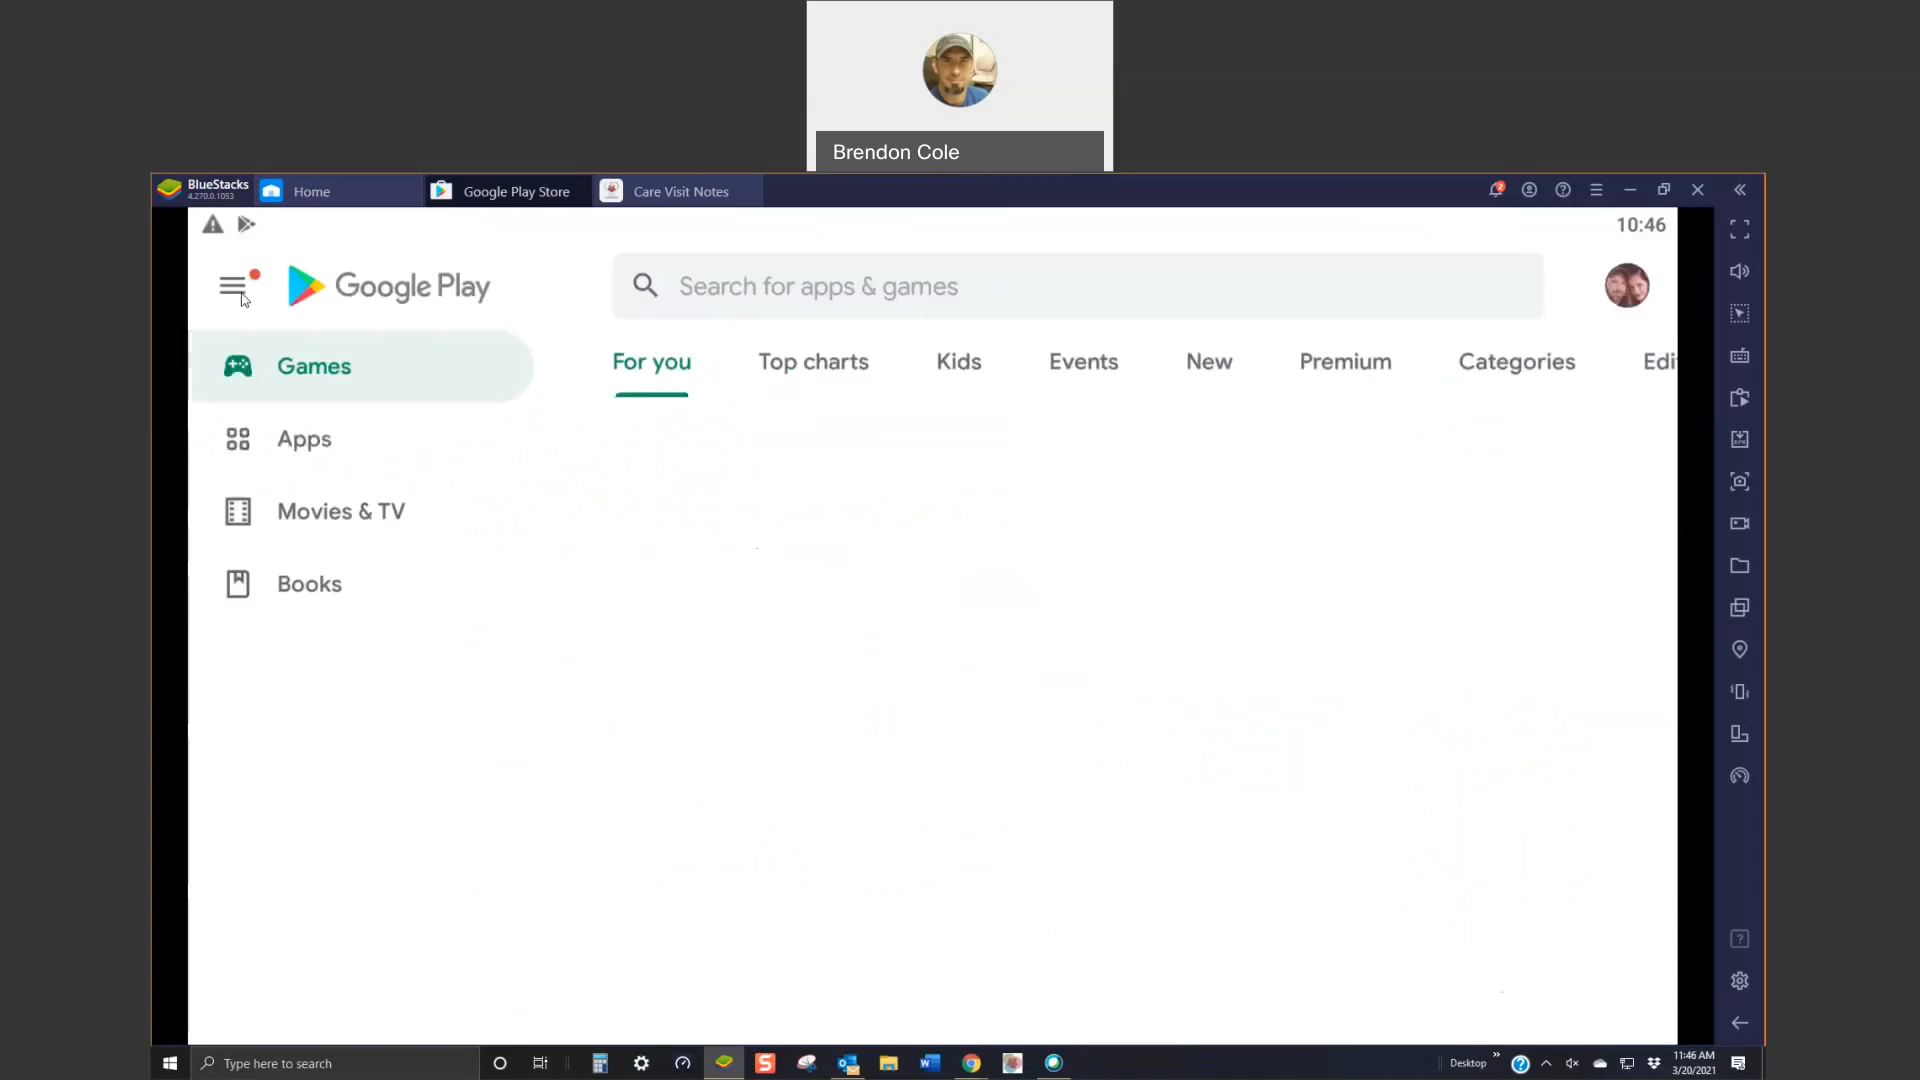 Brendon Cole
BlueStacks
4.270.0.1053
Home
Google Play Store
Care Visit Notes
2
10:46
Google Play
Search for apps & games
Games
For you
Top charts
Kids
Events
New
Premium
Categories
Edi
Apps
Movies & TV
Books
Type here to search
Desktop
11:46 AM
3/20/2021